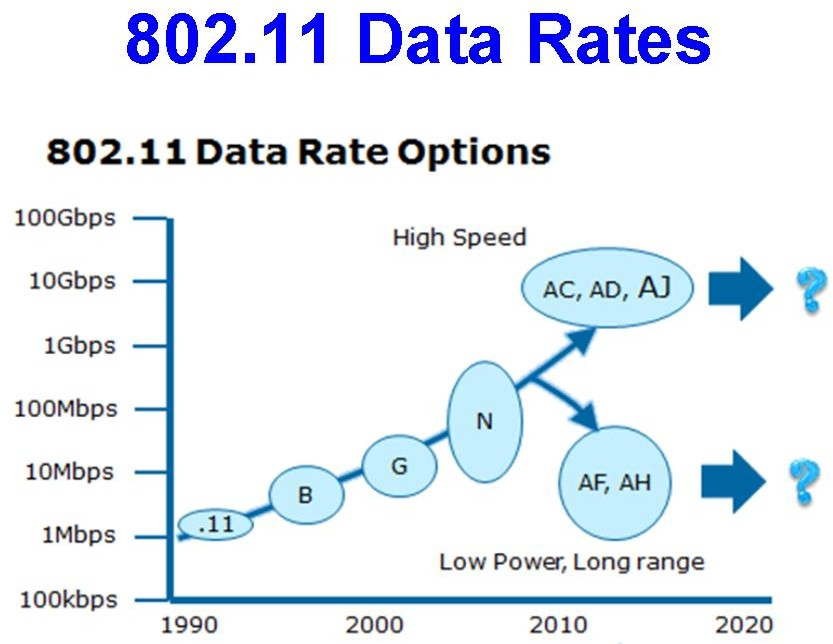 802.11 Data Rates
802.11 Data Rate Options
100Gbps
High Speed
10Gbps
AC, AD, AJ
?
1Gbps
100Mbps
N
10Mbps
G
AF, AH
?
B
.11
1Mbps
Low Power, Long range
100kbps
1990 2000 2010 2020